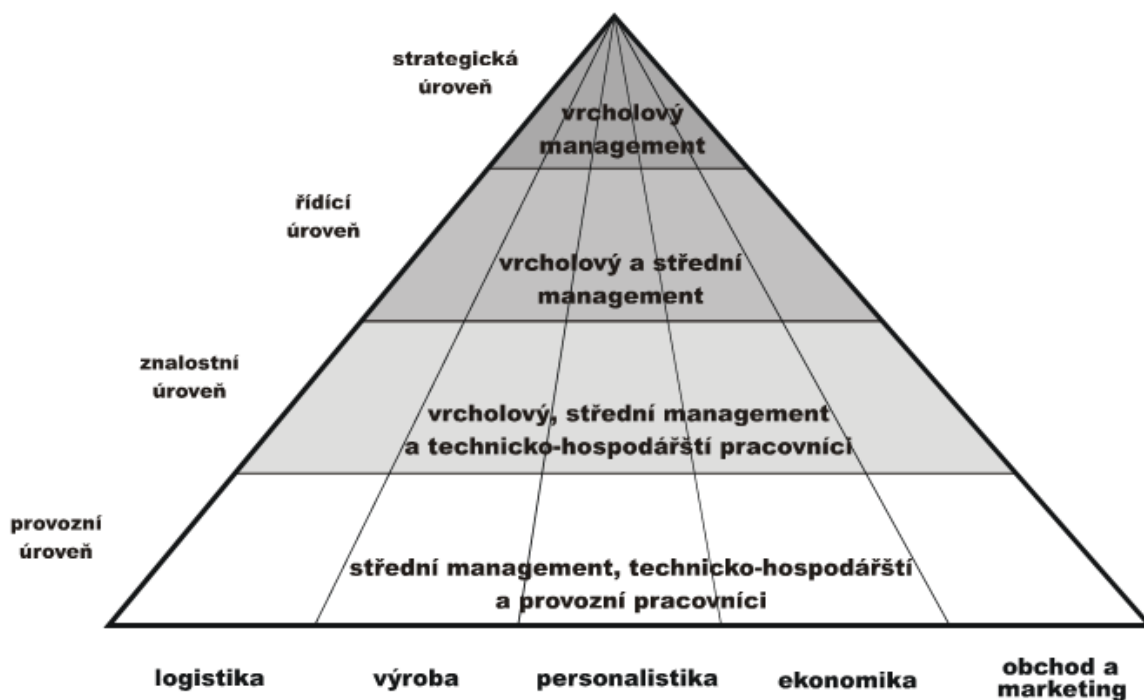 strategická
úroveň
vrcholový
management
řídící
úroveň
vrcholový a střední
management
znalostní
úroveň
vrcholový, střední management
a technicko-hospodářští pracovníci
provozní
úroveň
střední management, technicko-hospodářští
a provozní pracovníci
logistika
výroba
personalistika
ekonomika
obchod a
marketing